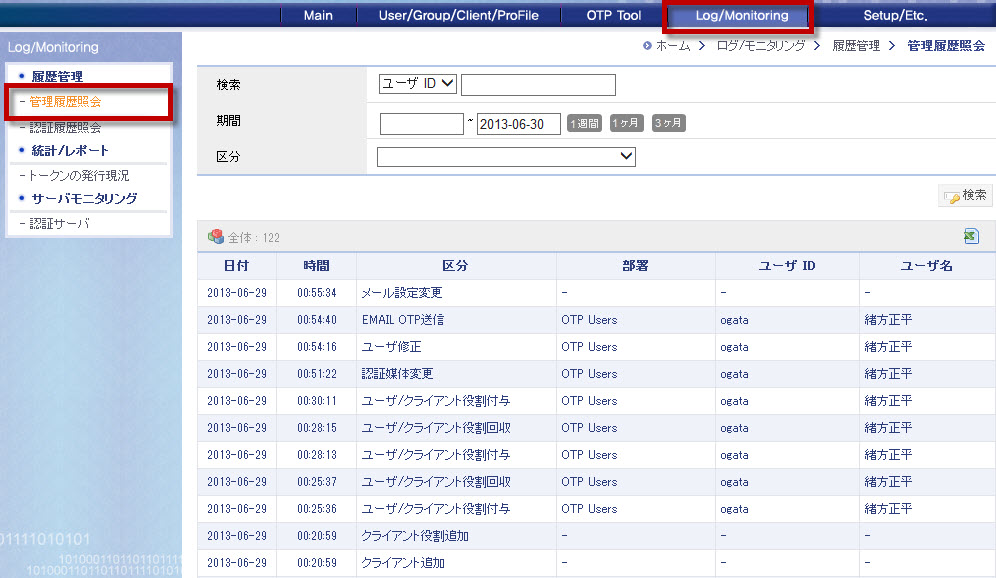 Main User/Group/Client/ProFile OTP Tool Log/Monitoring Setup/Etc.
Log/Monitoring
ホーム > ログ/モニタリング > 履歴管理 > 管理履歴照会
• 履歴管理
- 管理履歴照会
- 認証履歴照会
• 統計/レポート
- トークンの発行現況
• サーバモニタリング
- 認証サーバ
検索 ユーザ ID
期間 ~ 2013-06-30 1週間 1ヶ月 3ヶ月
区分
検索
全体 : 122
日付 時間 区分 部署 ユーザ ID ユーザ名
2013-06-29 00:55:34 メール設定変更 - - -
2013-06-29 00:54:40 EMAIL OTP送信 OTP Users ogata 緒方正平
2013-06-29 00:54:16 ユーザ修正 OTP Users ogata 緒方正平
2013-06-29 00:51:22 認証媒体変更 OTP Users ogata 緒方正平
2013-06-29 00:30:11 ユーザ/クライアント役割付与 OTP Users ogata 緒方正平
2013-06-29 00:28:15 ユーザ/クライアント役割回収 OTP Users ogata 緒方正平
2013-06-29 00:28:13 ユーザ/クライアント役割付与 OTP Users ogata 緒方正平
2013-06-29 00:25:37 ユーザ/クライアント役割回収 OTP Users ogata 緒方正平
2013-06-29 00:25:36 ユーザ/クライアント役割付与 OTP Users ogata 緒方正平
2013-06-29 00:20:59 クライアント役割追加 - - -
2013-06-29 00:20:59 クライアント追加 - - -
01111010101